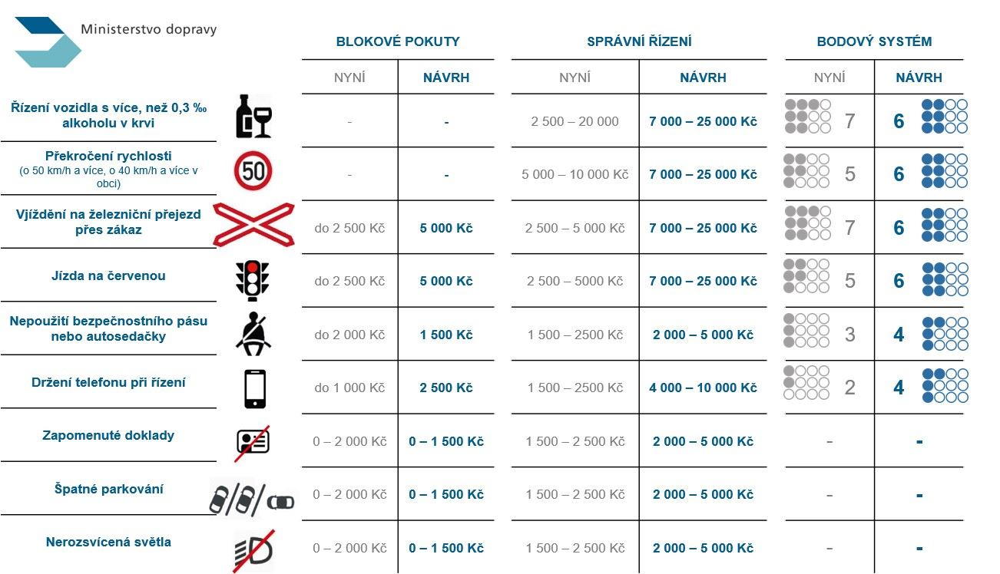 Ministerstvo dopravy
BLOKOVÉ POKUTY SPRÁVNÍ ŘÍZENÍ BODOVÝ SYSTÉM
NYNÍ NÁVRH NYNÍ NÁVRH NYNÍ NÁVRH
Řízení vozidla s více, než 0,3 ‰
alkoholu v krvi
- - 2 500 – 20 000 7 000 – 25 000 Kč 7 6
Překročení rychlosti
(o 50 km/h a více, o 40 km/h a více v
obci)
50
- - 5 000 – 10 000 Kč 7 000 – 25 000 Kč 5 6
Vjíždění na železniční přejezd
přes zákaz
do 2 500 Kč 5 000 Kč 2 500 – 5 000 Kč 7 000 – 25 000 Kč 7 6
Jízda na červenou
do 2 500 Kč 5 000 Kč 2 500 – 5000 Kč 7 000 – 25 000 Kč 5 6
Nepoužití bezpečnostního pásu
nebo autosedačky
do 2 000 Kč 1 500 Kč 1 500 – 2500 Kč 2 000 – 5 000 Kč 3 4
Držení telefonu při řízení
do 1 000 Kč 2 500 Kč 1 500 – 2500 Kč 4 000 – 10 000 Kč 2 4
Zapomenuté doklady
0 – 2 000 Kč 0 – 1 500 Kč 1 500 – 2 500 Kč 2 000 – 5 000 Kč - -
Špatné parkování
0 – 2 000 Kč 0 – 1 500 Kč 1 500 – 2 500 Kč 2 000 – 5 000 Kč - -
Nerozsvícená světla
0 – 2 000 Kč 0 – 1 500 Kč 1 500 – 2 500 Kč 2 000 – 5 000 Kč - -